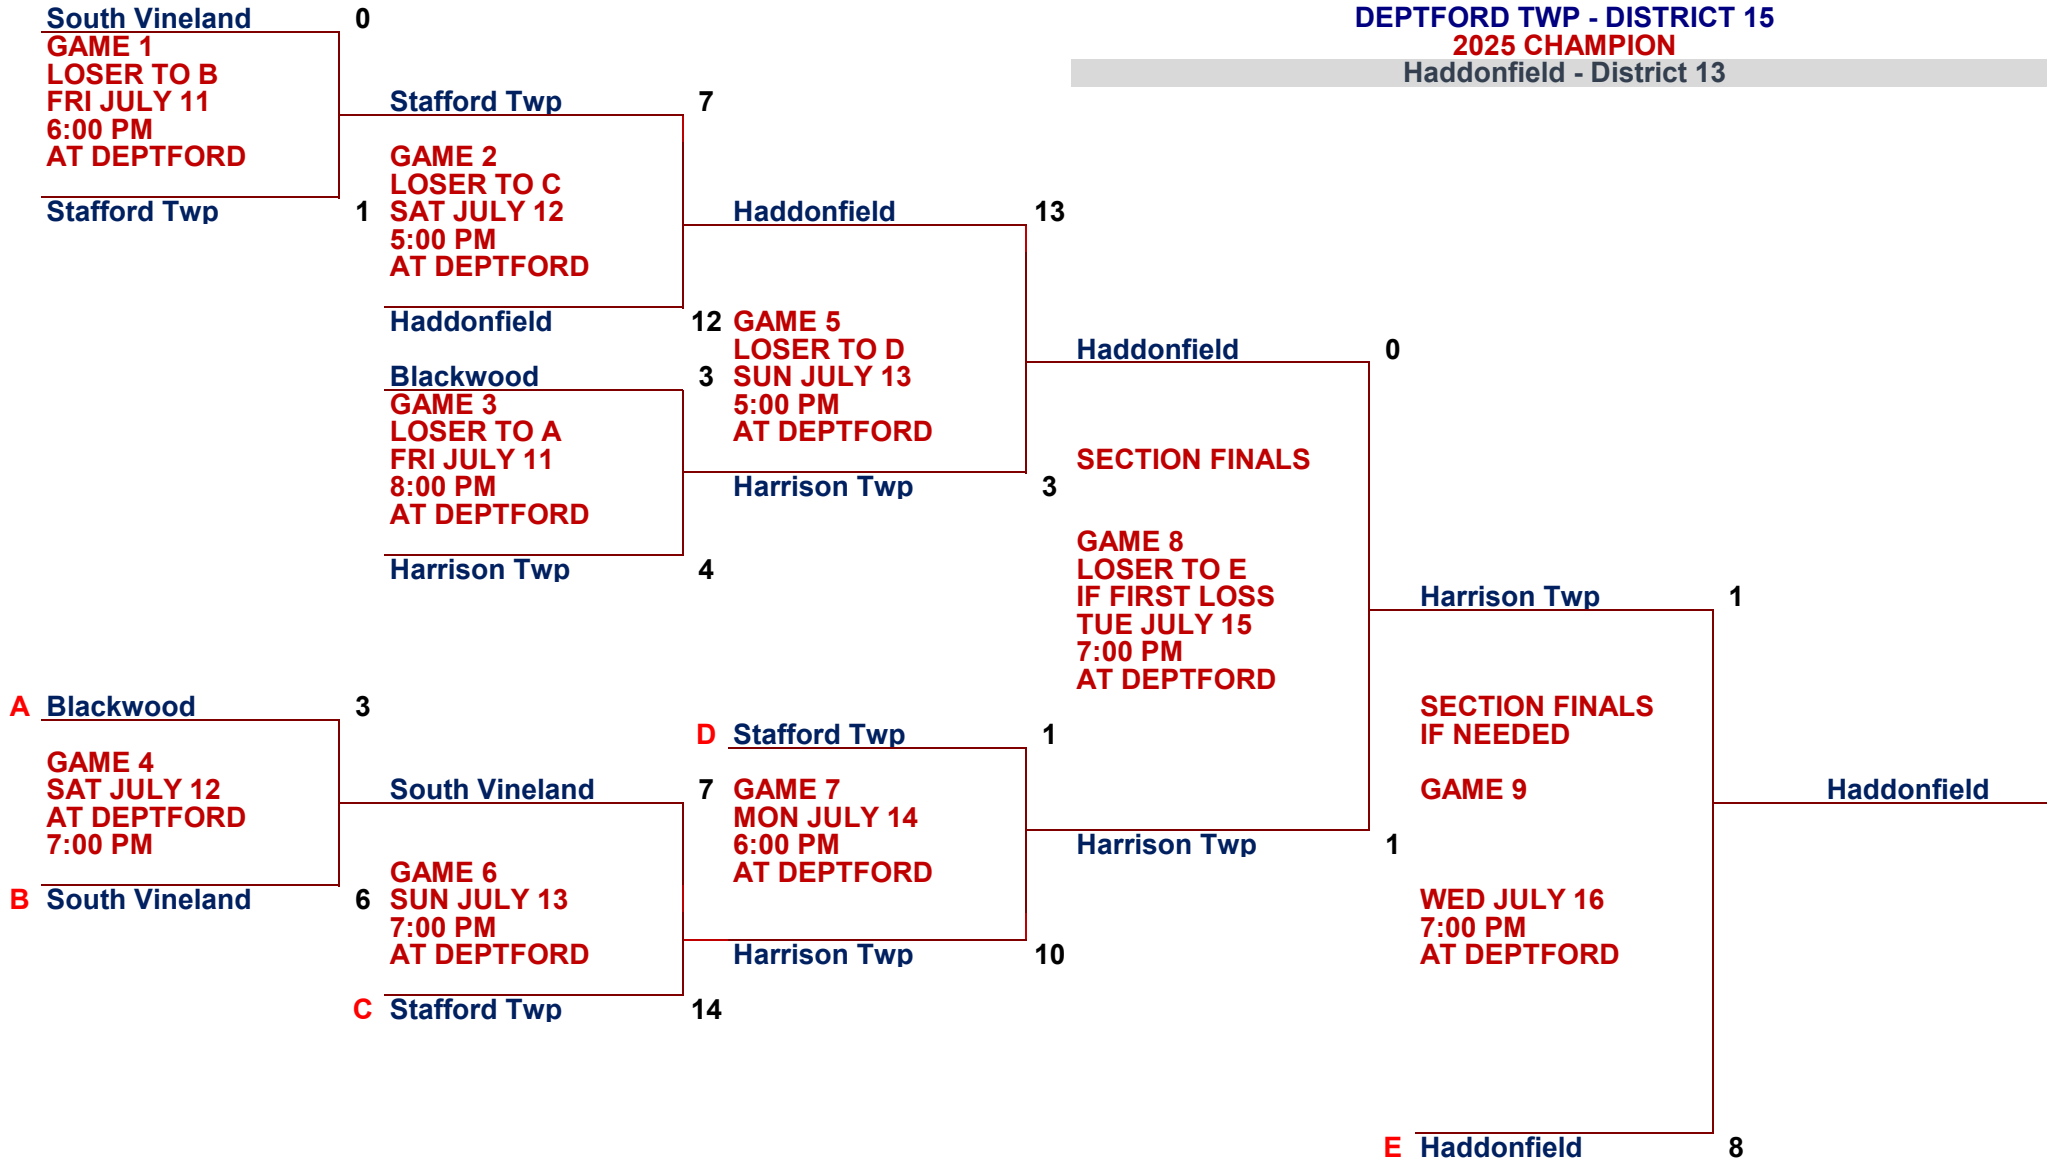 DEPTFORD TWP - DISTRICT 15
2025 CHAMPION
Haddonfield - District 13
South Vineland 0
GAME 1
LOSER TO B
FRI JULY 11
6:00 PM
AT DEPTFORD
Stafford Twp 1
Stafford Twp 7
GAME 2
LOSER TO C
SAT JULY 12
5:00 PM
AT DEPTFORD
Haddonfield 12
Blackwood 3
GAME 3
LOSER TO A
FRI JULY 11
8:00 PM
AT DEPTFORD
Harrison Twp 4
Haddonfield 13
GAME 5
LOSER TO D
SUN JULY 13
5:00 PM
AT DEPTFORD
Harrison Twp 3
Haddonfield 0
SECTION FINALS
GAME 8
LOSER TO E
IF FIRST LOSS
TUE JULY 15
7:00 PM
AT DEPTFORD
Harrison Twp 1
A Blackwood 3
GAME 4
SAT JULY 12
AT DEPTFORD
7:00 PM
B South Vineland 6
South Vineland 7
GAME 6
SUN JULY 13
7:00 PM
AT DEPTFORD
C Stafford Twp 14
D Stafford Twp 1
GAME 7
MON JULY 14
6:00 PM
AT DEPTFORD
Harrison Twp 10
Harrison Twp 1
SECTION FINALS
IF NEEDED
GAME 9
WED JULY 16
7:00 PM
AT DEPTFORD
E Haddonfield 8
Haddonfield